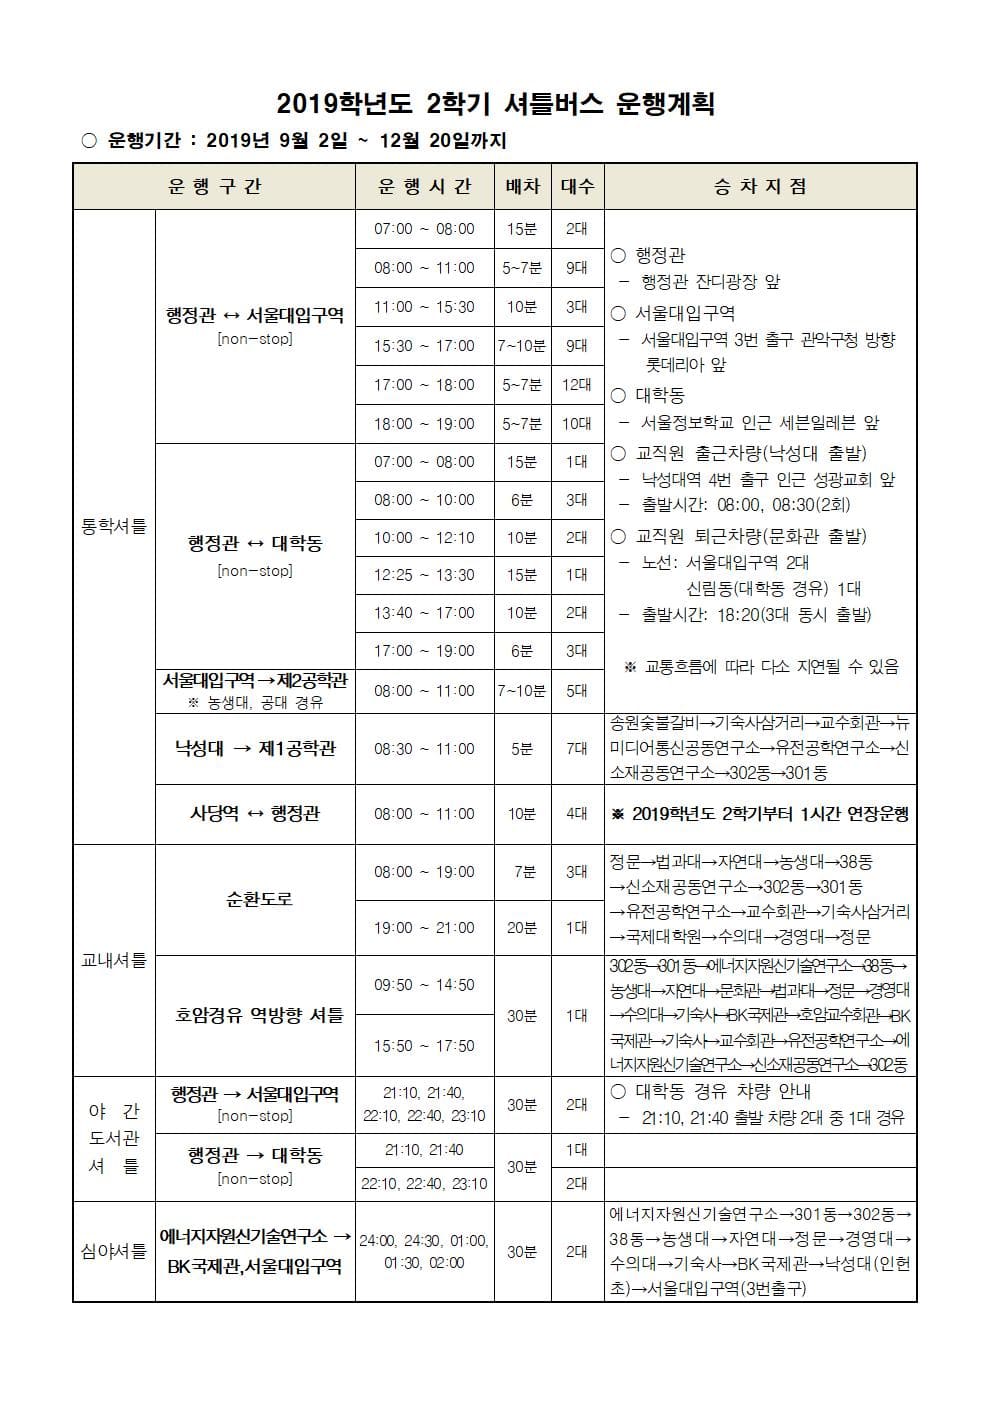 2019학년도 2학기 셔틀버스 운행계획
○ 운행기간 : 2019년 9월 2일 ~ 12월 20일까지
운 행 구 간 운 행 시 간 배차 대수 승 차 지 점
통학셔틀
행정관 ↔ 서울대입구역
[non-stop]
07:00 ~ 08:00 15분 2대
08:00 ~ 11:00 5~7분 9대
11:00 ~ 15:30 10분 3대
15:30 ~ 17:00 7~10분 9대
17:00 ~ 18:00 5~7분 12대
18:00 ~ 19:00 5~7분 10대
행정관 ↔ 대학동
[non-stop]
07:00 ~ 08:00 15분 1대
08:00 ~ 10:00 6분 3대
10:00 ~ 12:10 10분 2대
12:25 ~ 13:30 15분 1대
13:40 ~ 17:00 10분 2대
17:00 ~ 19:00 6분 3대
서울대입구역→제2공학관
※ 농생대, 공대 경유
08:00 ~ 11:00 7~10분 5대
○ 행정관
- 행정관 잔디광장 앞
○ 서울대입구역
- 서울대입구역 3번 출구 관악구청 방향
롯데리아 앞
○ 대학동
- 서울정보학교 인근 세븐일레븐 앞
○ 교직원 출근차량(낙성대 출발)
- 낙성대역 4번 출구 인근 성광교회 앞
- 출발시간: 08:00, 08:30(2회)
○ 교직원 퇴근차량(문화관 출발)
- 노선: 서울대입구역 2대
신림동(대학동 경유) 1대
- 출발시간: 18:20(3대 동시 출발)
※ 교통흐름에 따라 다소 지연될 수 있음
낙성대 → 제1공학관 08:30 ~ 11:00 5분 7대
송원숯불갈비→기숙사삼거리→교수회관→뉴
미디어통신공동연구소→유전공학연구소→신
소재공동연구소→302동→301동
사당역 ↔ 행정관 08:00 ~ 11:00 10분 4대 ※ 2019학년도 2학기부터 1시간 연장운행
교내셔틀
순환도로
08:00 ~ 19:00 7분 3대
19:00 ~ 21:00 20분 1대
정문→법과대→자연대→농생대→38동
→신소재공동연구소→302동→301동
→유전공학연구소→교수회관→기숙사삼거리
→국제대학원→수의대→경영대→정문
호암경유 역방향 셔틀
09:50 ~ 14:50
15:50 ~ 17:50
30분 1대
302동→301동→에너지자원신기술연구소→38동→
농생대→자연대→문화관→법과대→정문→경영대
→수의대→기숙사→BK국제관→호암교수회관→BK
국제관→기숙사→교수회관→유전공학연구소→에
너지자원신기술연구소→신소재공동연구소→302동
야 간
도서관
셔 틀
행정관 → 서울대입구역
[non-stop]
21:10, 21:40,
22:10, 22:40, 23:10
30분 2대
○ 대학동 경유 챠량 안내
- 21:10, 21:40 출발 차량 2대 중 1대 경유
행정관 → 대학동
[non-stop]
21:10, 21:40 1대
30분
22:10, 22:40, 23:10 2대
심야셔틀
에너지자원신기술연구소 →
BK국제관,서울대입구역
24:00, 24:30, 01:00,
01:30, 02:00
30분 2대
에너지자원신기술연구소→301동→302동→
38동→농생대→자연대→정문→경영대→
수의대→기숙사→BK국제관→낙성대(인헌
초)→서울대입구역(3번출구)